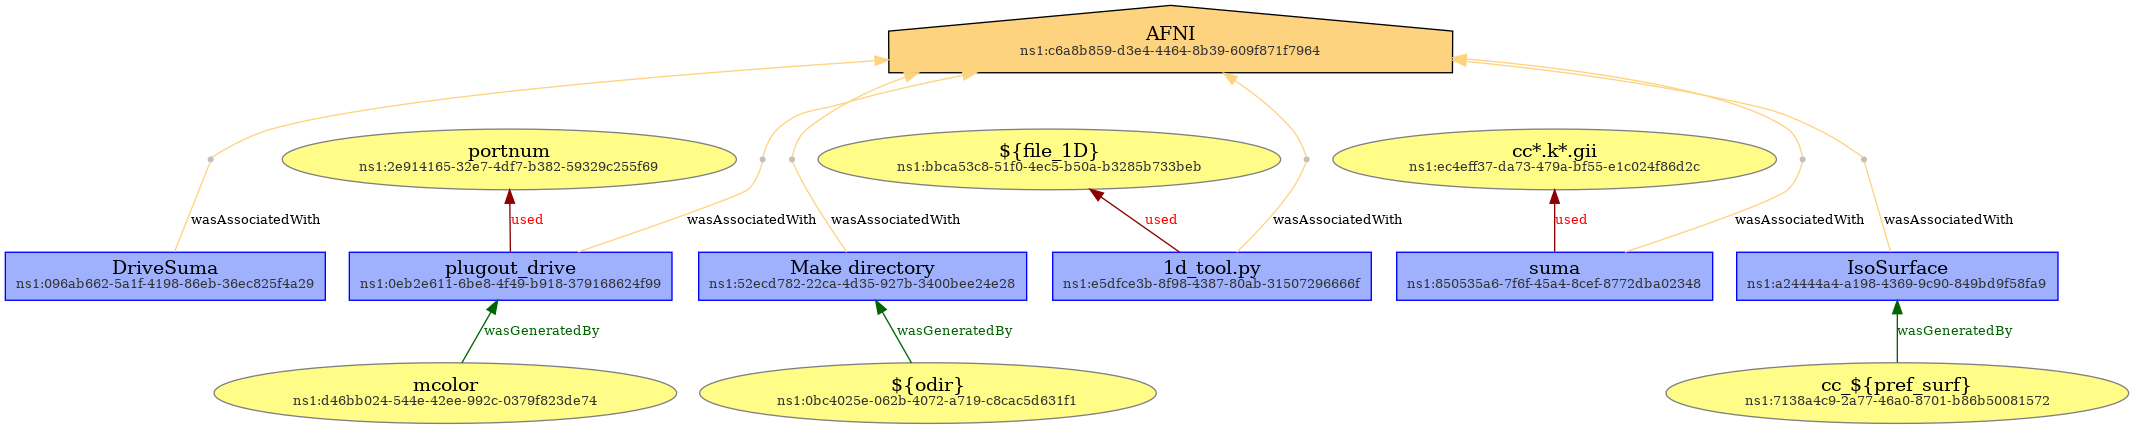 AFNI
ns1:c6a8b859-d3e4-4464-8b39-609f871f7964
portnum
ns1:2e914165-32e7-4df7-b382-59329c255f69
${file_1D}
ns1:bbca53c8-51f0-4ec5-b50a-b3285b733beb
cc*.k*.gii
ns1:ec4eff37-da73-479a-bf55-e1c024f86d2c
wasAssociatedWith
used
wasAssociatedWith
wasAssociatedWith
used
wasAssociatedWith
used
wasAssociatedWith
wasAssociatedWith
DriveSuma
ns1:096ab662-5a1f-4198-86eb-36ec825f4a29
plugout_drive
ns1:0eb2e611-6be8-4f49-b918-379168624f99
Make directory
ns1:52ecd782-22ca-4d35-927b-3400bee24e28
1d_tool.py
ns1:e5dfce3b-8f98-4387-80ab-31507296666f
suma
ns1:850535a6-7f6f-45a4-8cef-8772dba02348
IsoSurface
ns1:a24444a4-a198-4369-9c90-849bd9f58fa9
wasGeneratedBy
wasGeneratedBy
wasGeneratedBy
mcolor
ns1:d46bb024-544e-42ee-992c-0379f823de74
${odir}
ns1:0bc4025e-062b-4072-a719-c8cac5d631f1
cc_${pref_surf}
ns1:7138a4c9-2a77-46a0-8701-b86b50081572